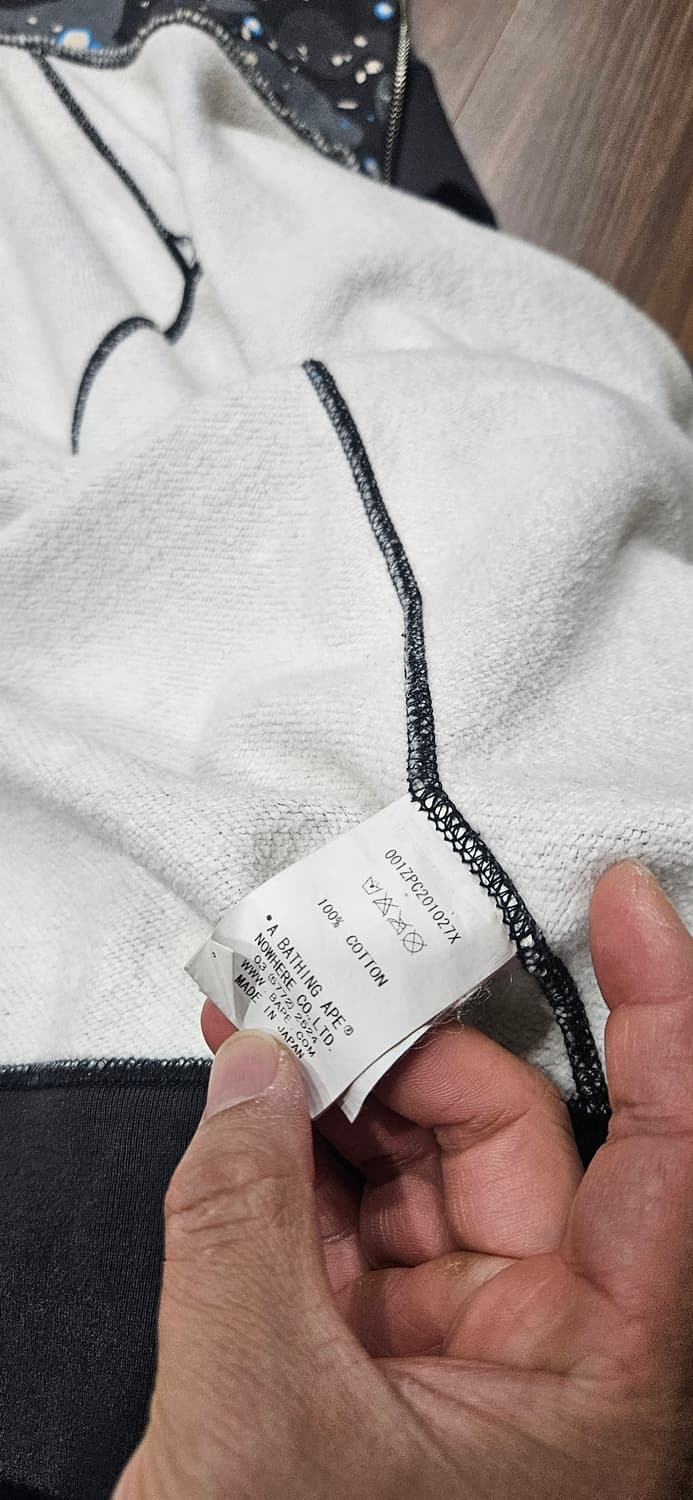 001ZPC201027X
100% COTTON
•A BATHING APE®
NOWHERE CO.,LTD.
03 (5772) 2524
WWW BAPE COM
MADE IN JAPAN